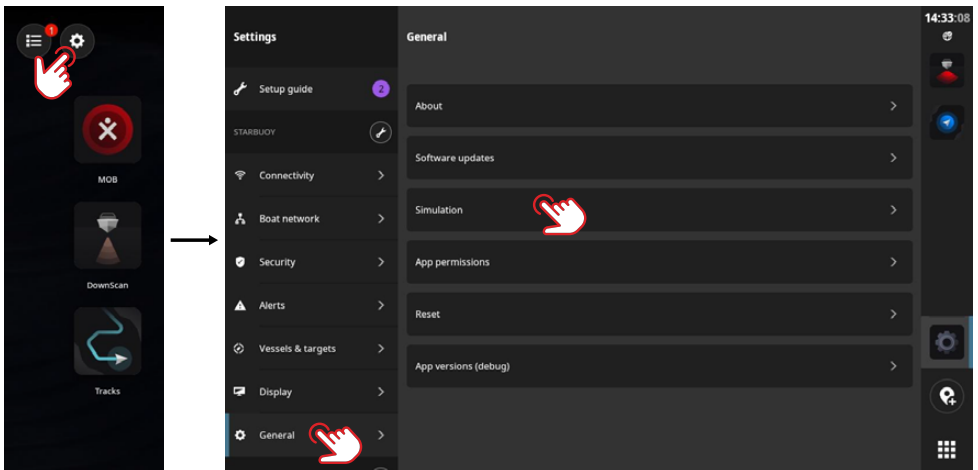 1
MOB
DownScan
Tracks
Settings
Setup guide
2
STARBUOY
Connectivity
Boat network
Security
Alerts
Vessels & targets
Display
General
General
About
Software updates
Simulation
App permissions
Reset
App versions (debug)
14:33:08